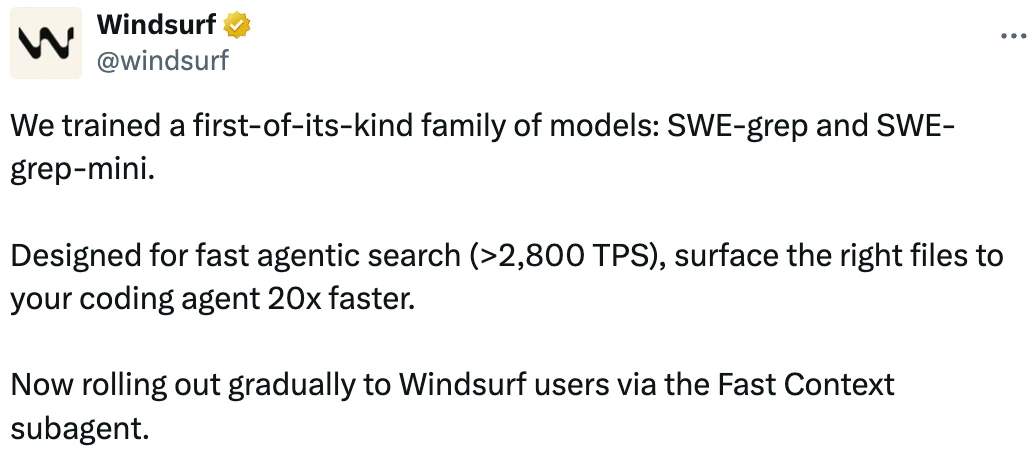 Windsurf
@windsurf
We trained a first-of-its-kind family of models: SWE-grep and SWE-
grep-mini.
Designed for fast agentic search (>2,800 TPS), surface the right files to
your coding agent 20x faster.
Now rolling out gradually to Windsurf users via the Fast Context
subagent.